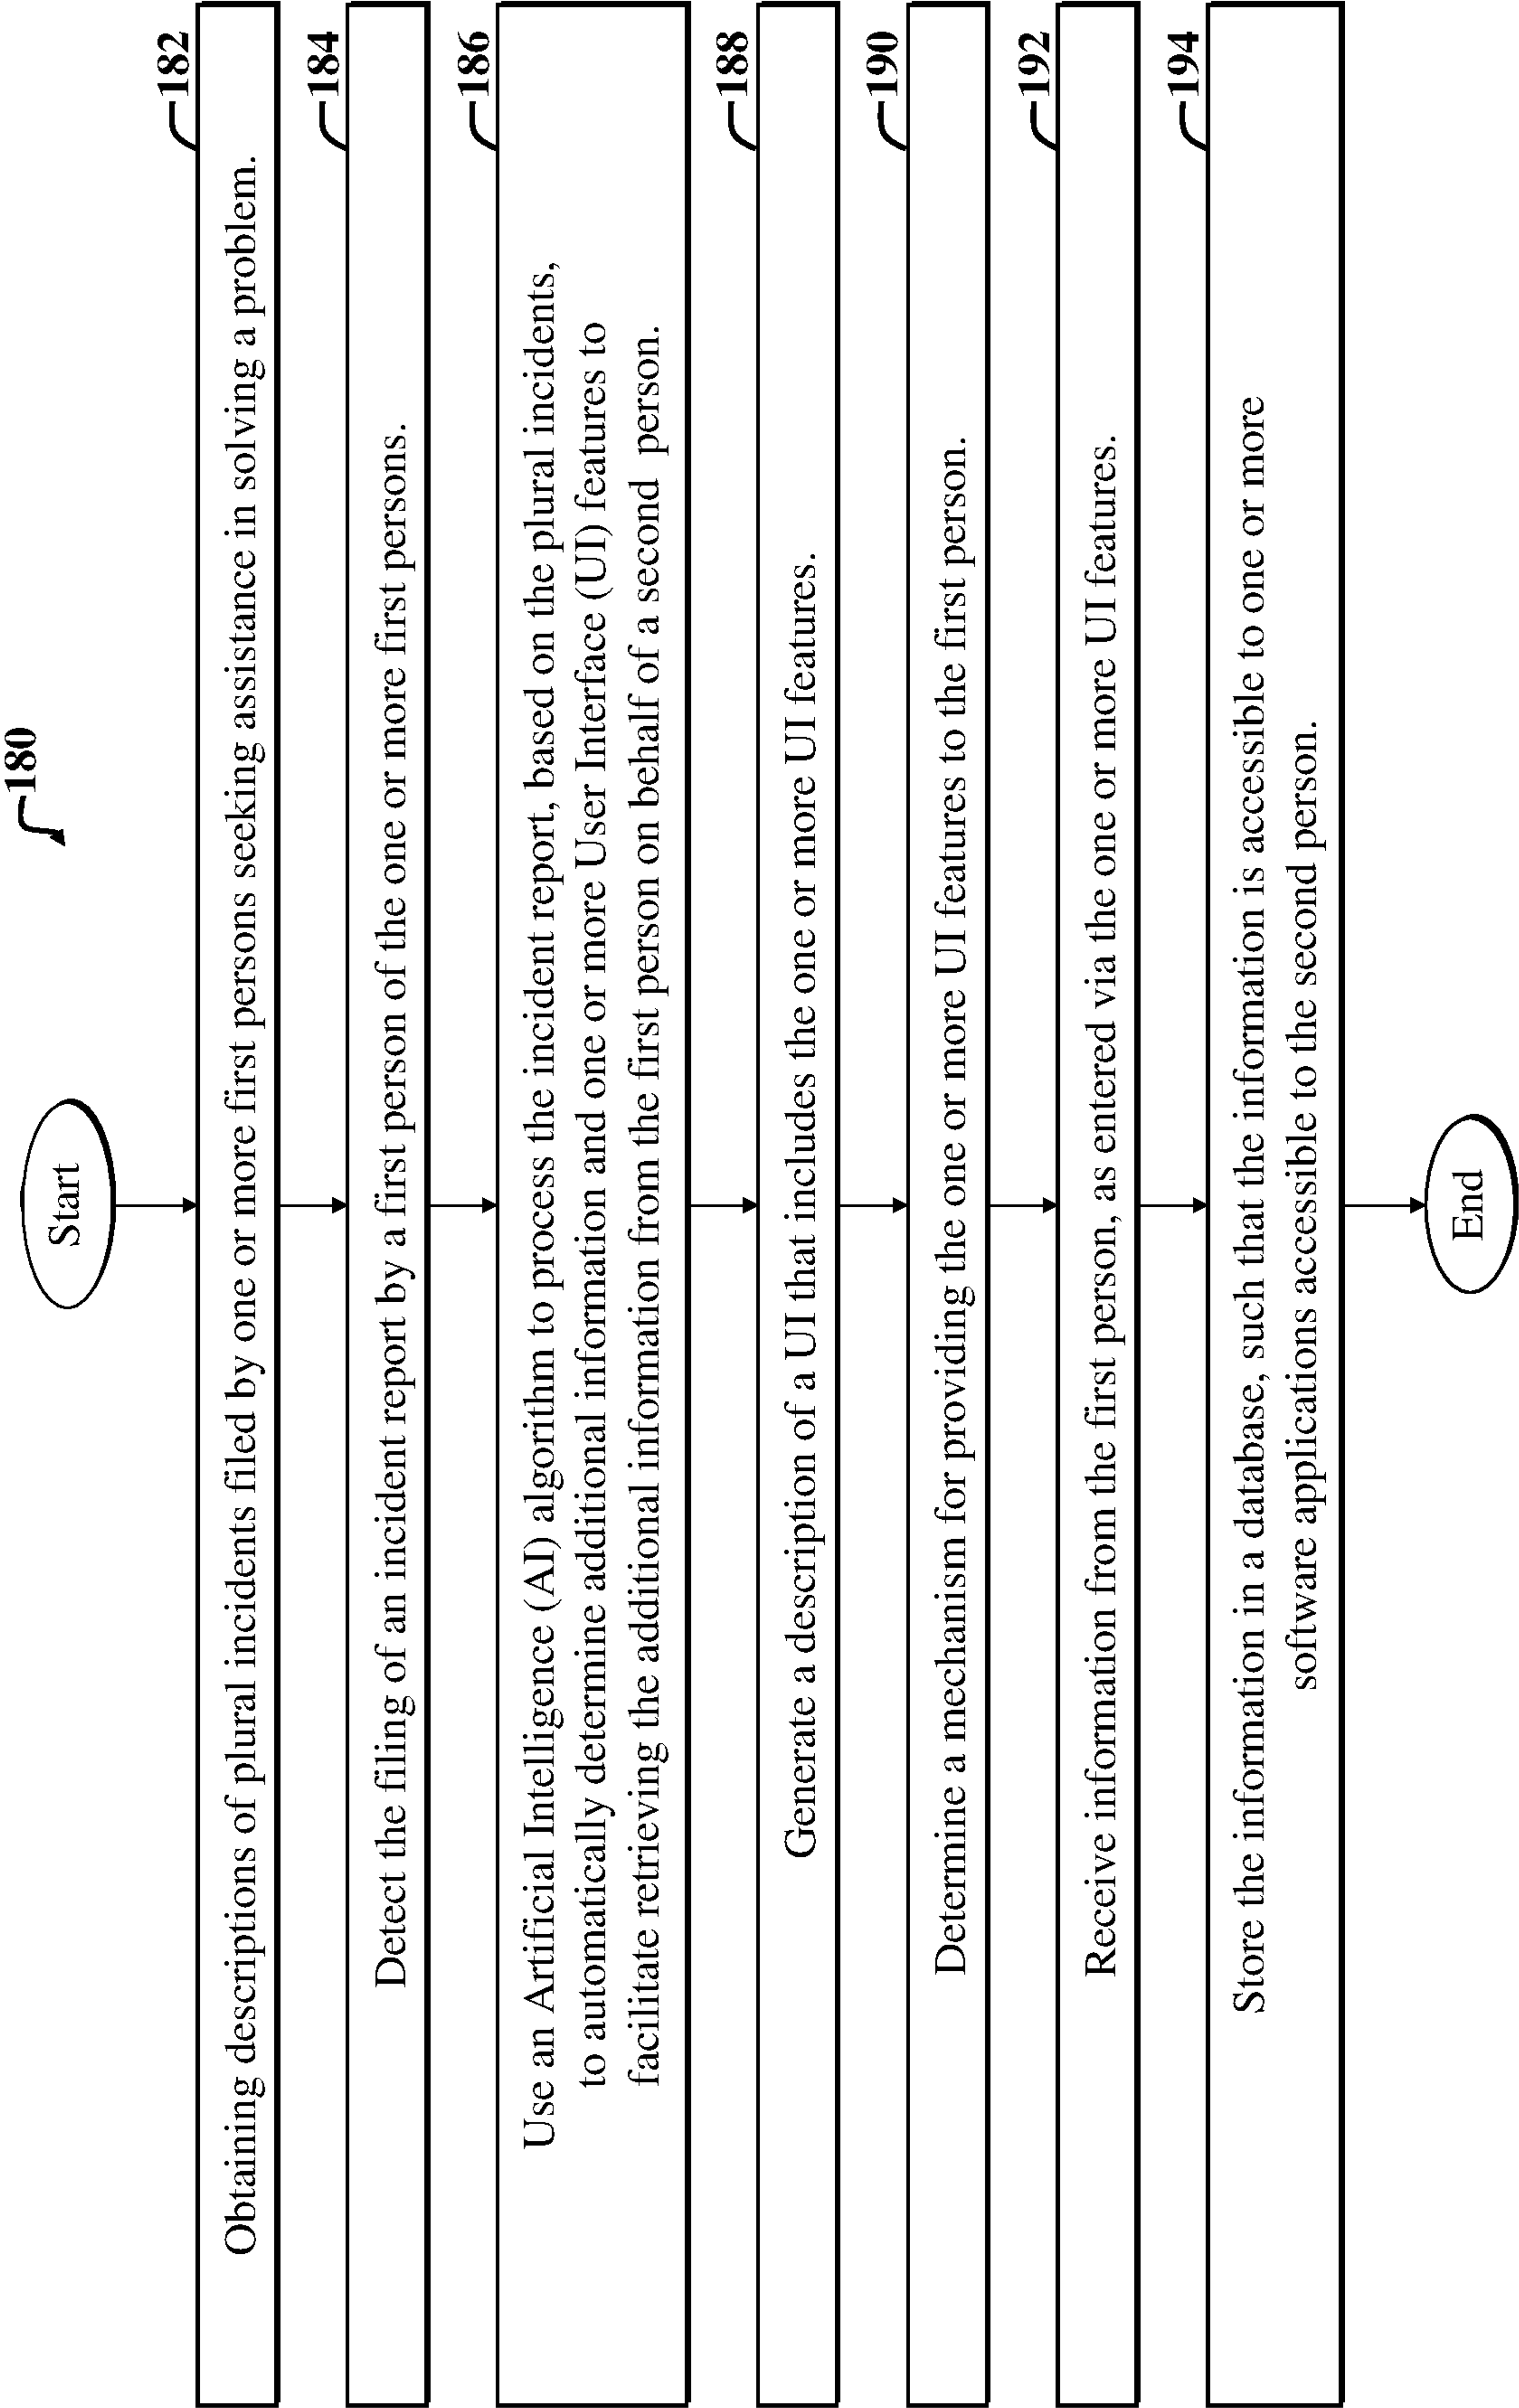 180
Start
182
Obtaining descriptions of plural incidents filed by one or more first persons seeking assistance in solving a problem.
184
Detect the filing of an incident report by a first person of the one or more first persons.
186
Use an Artificial Intelligence (AI) algorithm to process the incident report, based on the plural incidents,
to automatically determine additional information and one or more User Interface (UI) features to
facilitate retrieving the additional information from the first person on behalf of a second person.
188
Generate a description of a UI that includes the one or more UI features.
190
Determine a mechanism for providing the one or more UI features to the first person.
192
Receive information from the first person, as entered via the one or more UI features.
194
Store the information in a database, such that the information is accessible to one or more
software applications accessible to the second person.
End